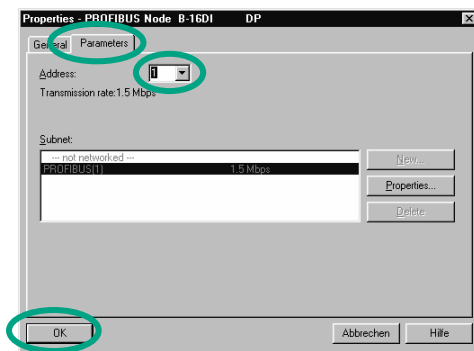 Properties - PROFIBUS Node B-16DI DP
General Parameters
Address: 1
Transmission rate:1.5 Mbps
Subnet:
--- not networked ---
PROFIBUS(1) 1.5 Mbps
New...
Properties...
Delete
OK Abbrechen Hilfe